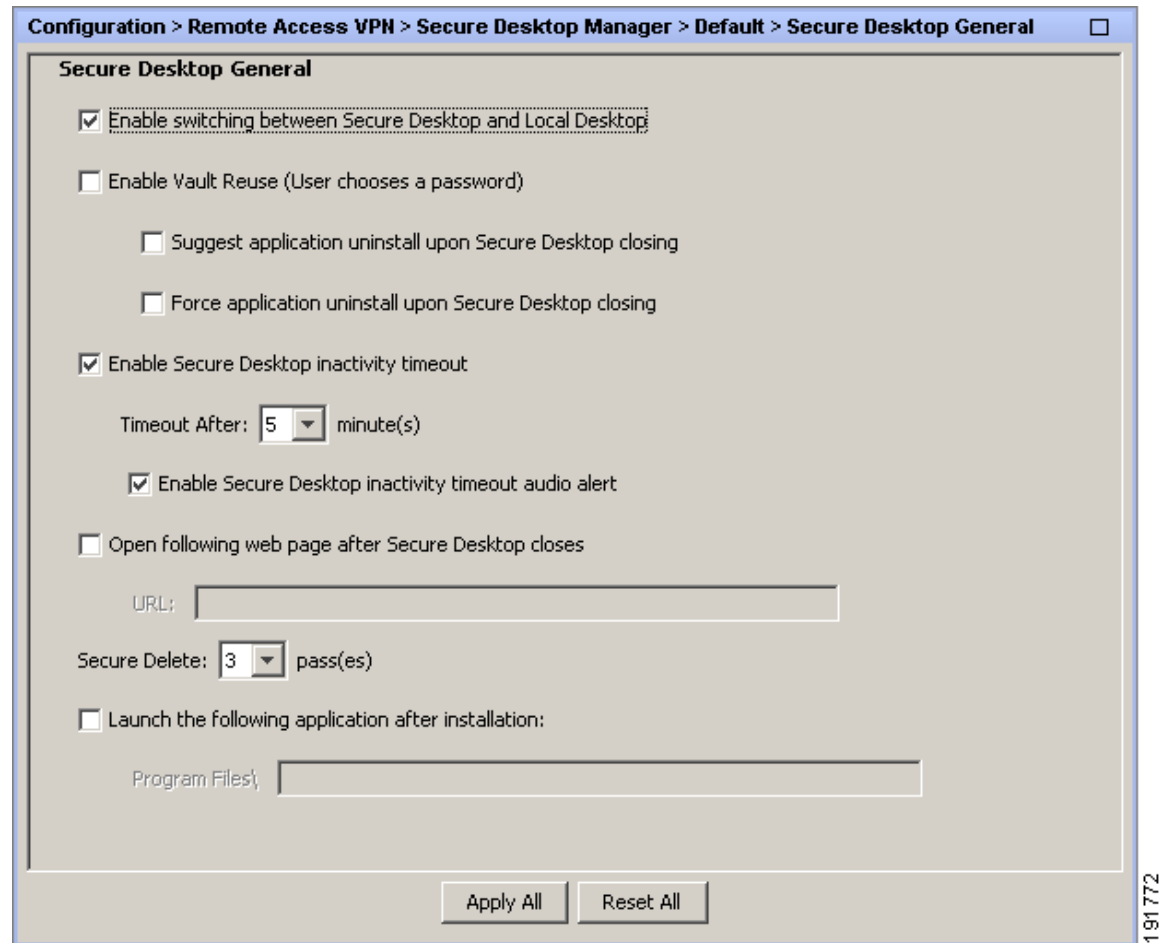 Configuration > Remote Access VPN > Secure Desktop Manager > Default > Secure Desktop General
Secure Desktop General
Enable switching between Secure Desktop and Local Desktop
Enable Vault Reuse (User chooses a password)
Suggest application uninstall upon Secure Desktop closing
Force application uninstall upon Secure Desktop closing
Enable Secure Desktop inactivity timeout
Timeout After: 5 minute(s)
Enable Secure Desktop inactivity timeout audio alert
Open following web page after Secure Desktop closes
URL:
Secure Delete: 3 pass(es)
Launch the following application after installation:
Program Files\
Apply All Reset All
191772